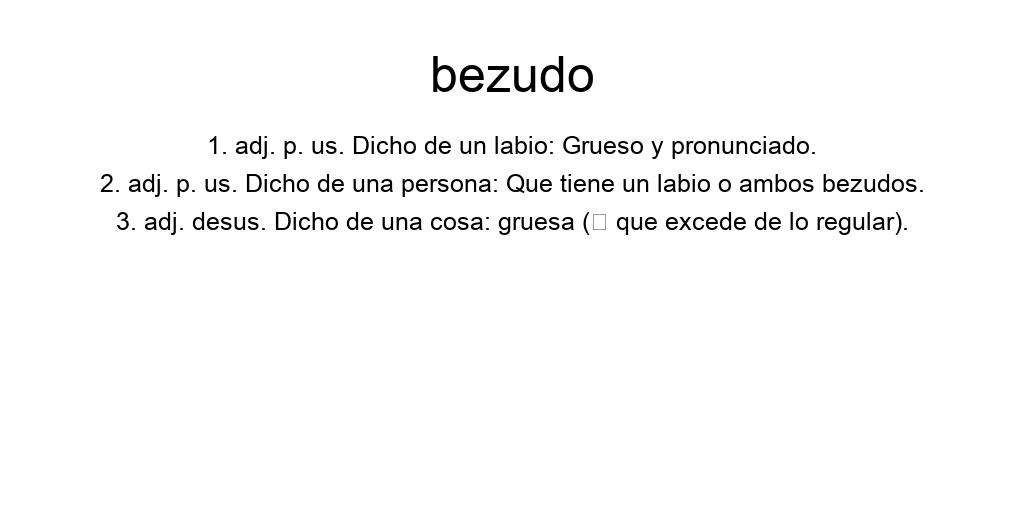 bezudo
1. adj. p. us. Dicho de un labio: Grueso y pronunciado.
2. adj. p. us. Dicho de una persona: Que tiene un labio o ambos bezudos.
3. adj. desus. Dicho de una cosa: gruesa (□ que excede de lo regular).